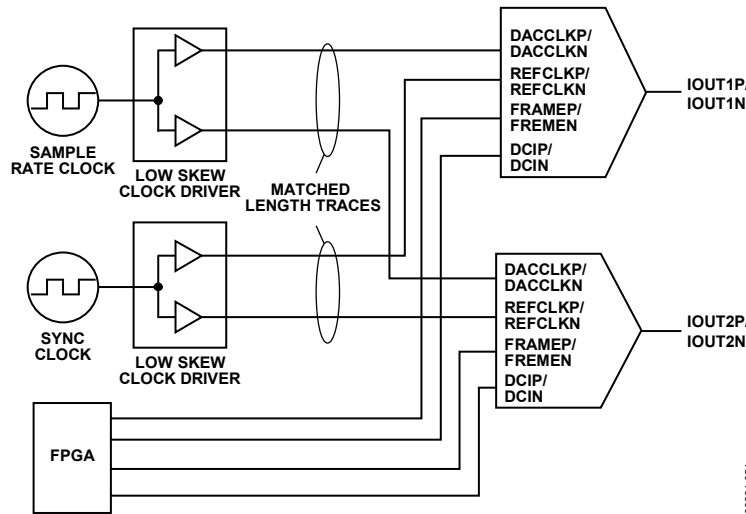 DACCLKP/
DACCLKN
REFCLKP/
REFCLKN
FRAMEP/
FREMEN
DCIP/
DCIN
IOUT1P/
IOUT1N
SAMPLE
RATE CLOCK
LOW SKEW
CLOCK DRIVER
MATCHED
LENGTH TRACES
DACCLKP/
DACCLKN
REFCLKP/
REFCLKN
FRAMEP/
FREMEN
DCIP/
DCIN
IOUT2P/
IOUT2N
SYNC
CLOCK
LOW SKEW
CLOCK DRIVER
FPGA